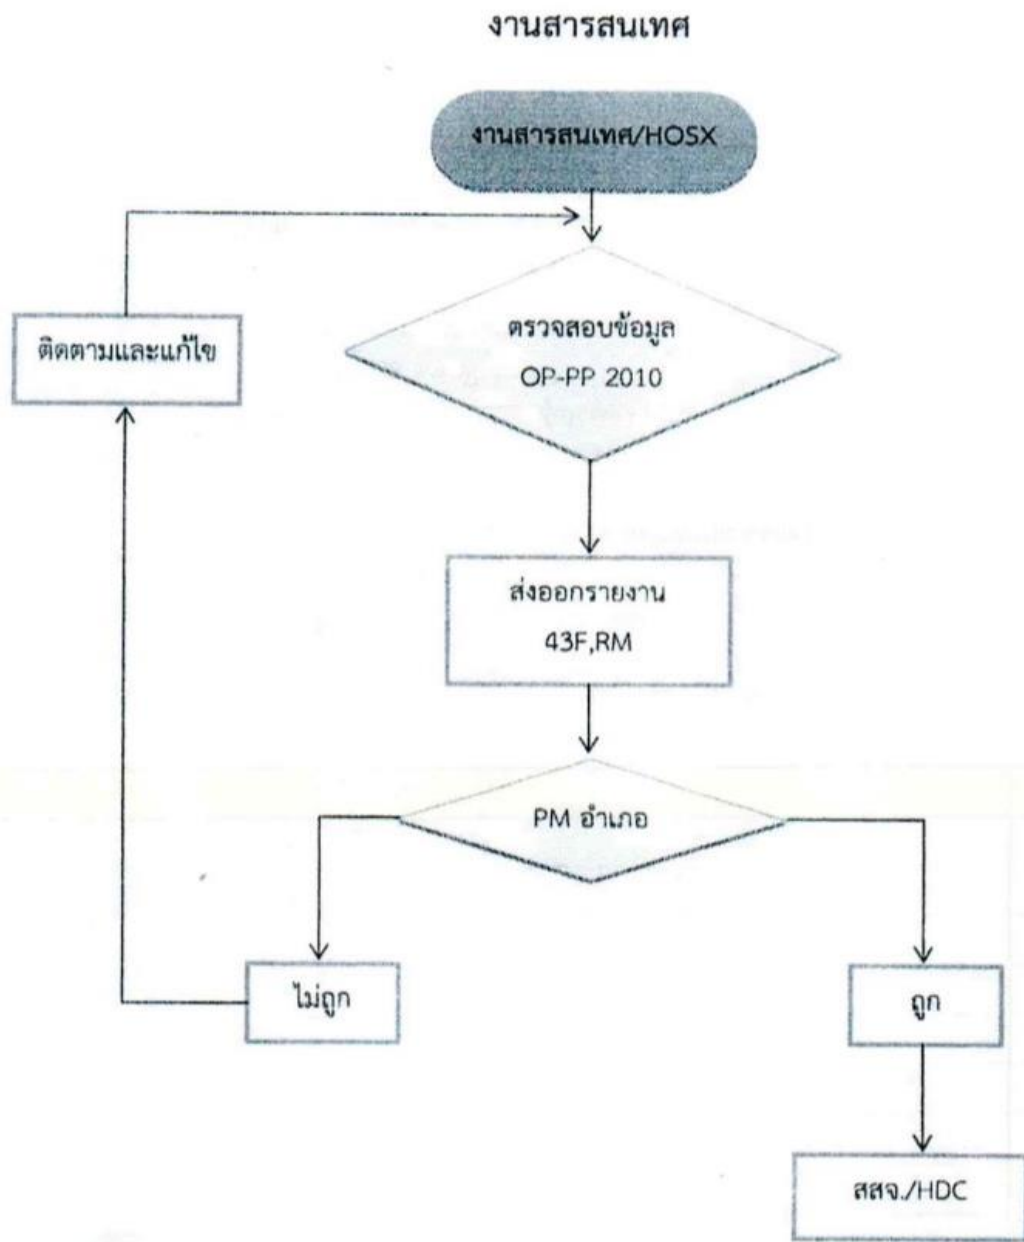 งานสารสนเทศ
งานสารสนเทศ/HOSX
ติดตามและแก้ไข
ตรวจสอบข้อมูล
OP-PP 2010
ส่งออกรายงาน
43F,RM
PM อำเภอ
ไม่ถูก
ถูก
สสจ./HDC